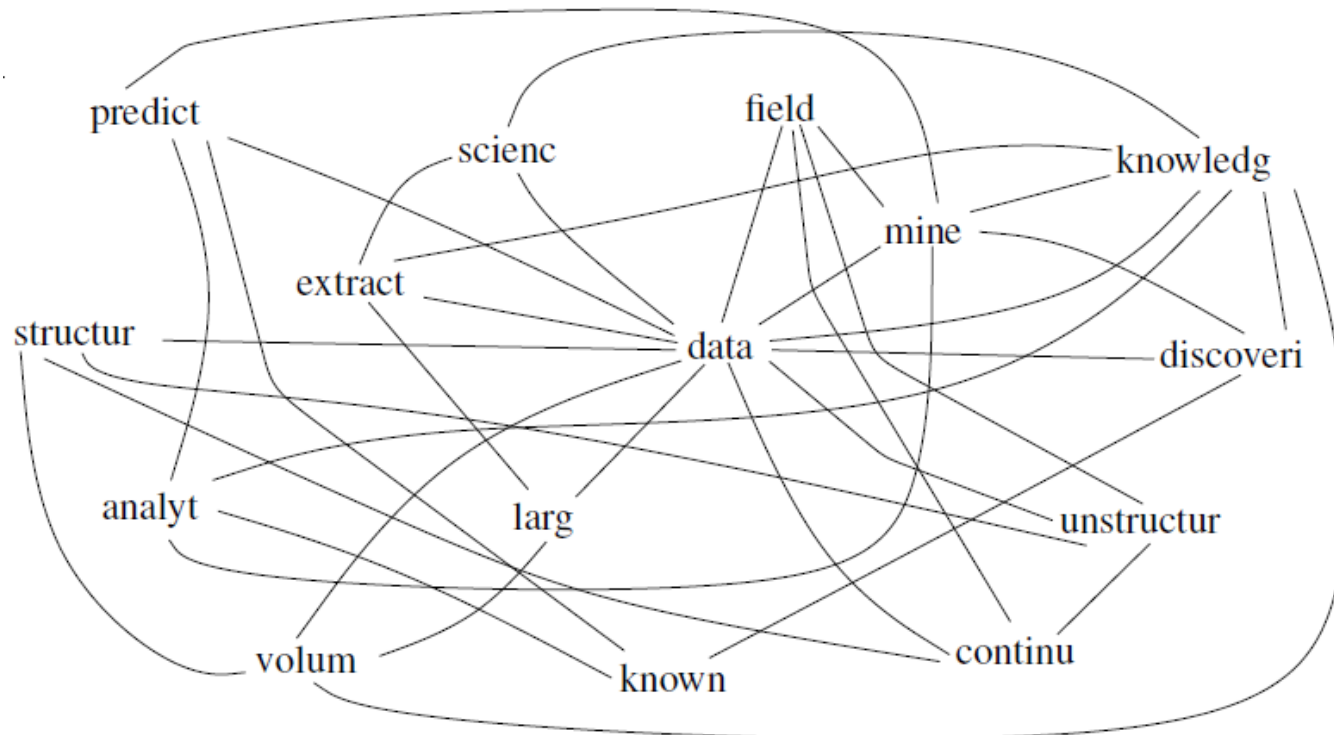 predict
field
scienc
knowledg
mine
extract
structur
data
discoveri
analyt
larg
unstructur
volum
known
continu